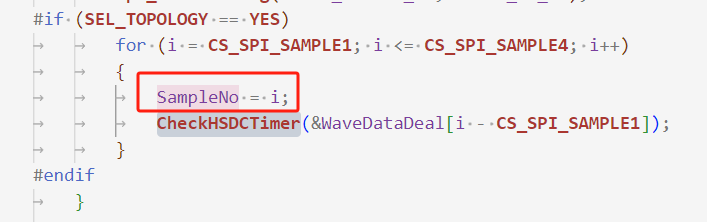 #if (SEL_TOPOLOGY == YES)
for (i = CS_SPI_SAMPLE1; i <= CS_SPI_SAMPLE4; i++)
{
SampleNo = i;
CheckHSDCTimer(&WaveDataDeal[i - CS_SPI_SAMPLE1]);
}
#endif
}